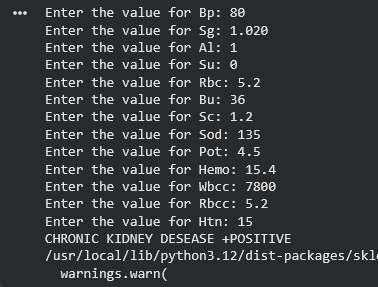 Enter the value for Bp: 80
Enter the value for Sg: 1.020
Enter the value for Al: 1
Enter the value for Su: 0
Enter the value for Rbc: 5.2
Enter the value for Bu: 36
Enter the value for Sc: 1.2
Enter the value for Sod: 135
Enter the value for Pot: 4.5
Enter the value for Hemo: 15.4
Enter the value for Wbcc: 7800
Enter the value for Rbcc: 5.2
Enter the value for Htn: 15
CHRONIC KIDNEY DESEASE +POSITIVE
/usr/local/lib/python3.12/dist-packages/skl
warnings.warn(